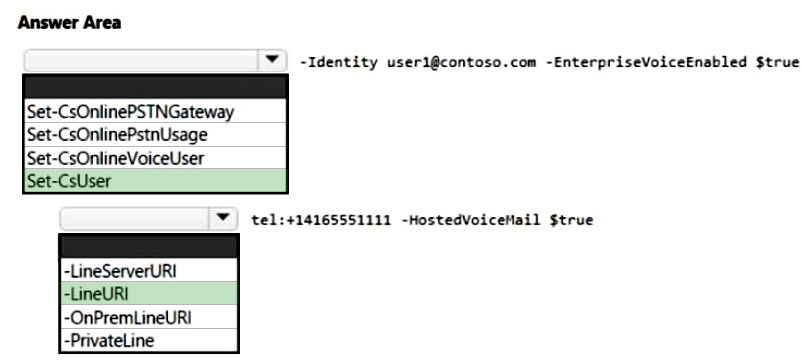 Answer Area
-Identity user1@contoso.com -EnterpriseVoiceEnabled $true
Set-CsOnlinePSTNGateway
Set-CsOnlinePstnUsage
Set-CsOnlineVoiceUser
Set-CsUser
tel:+14165551111 -HostedVoiceMail $true
-LineServerURI
-LineURI
-OnPremLineURI
-PrivateLine